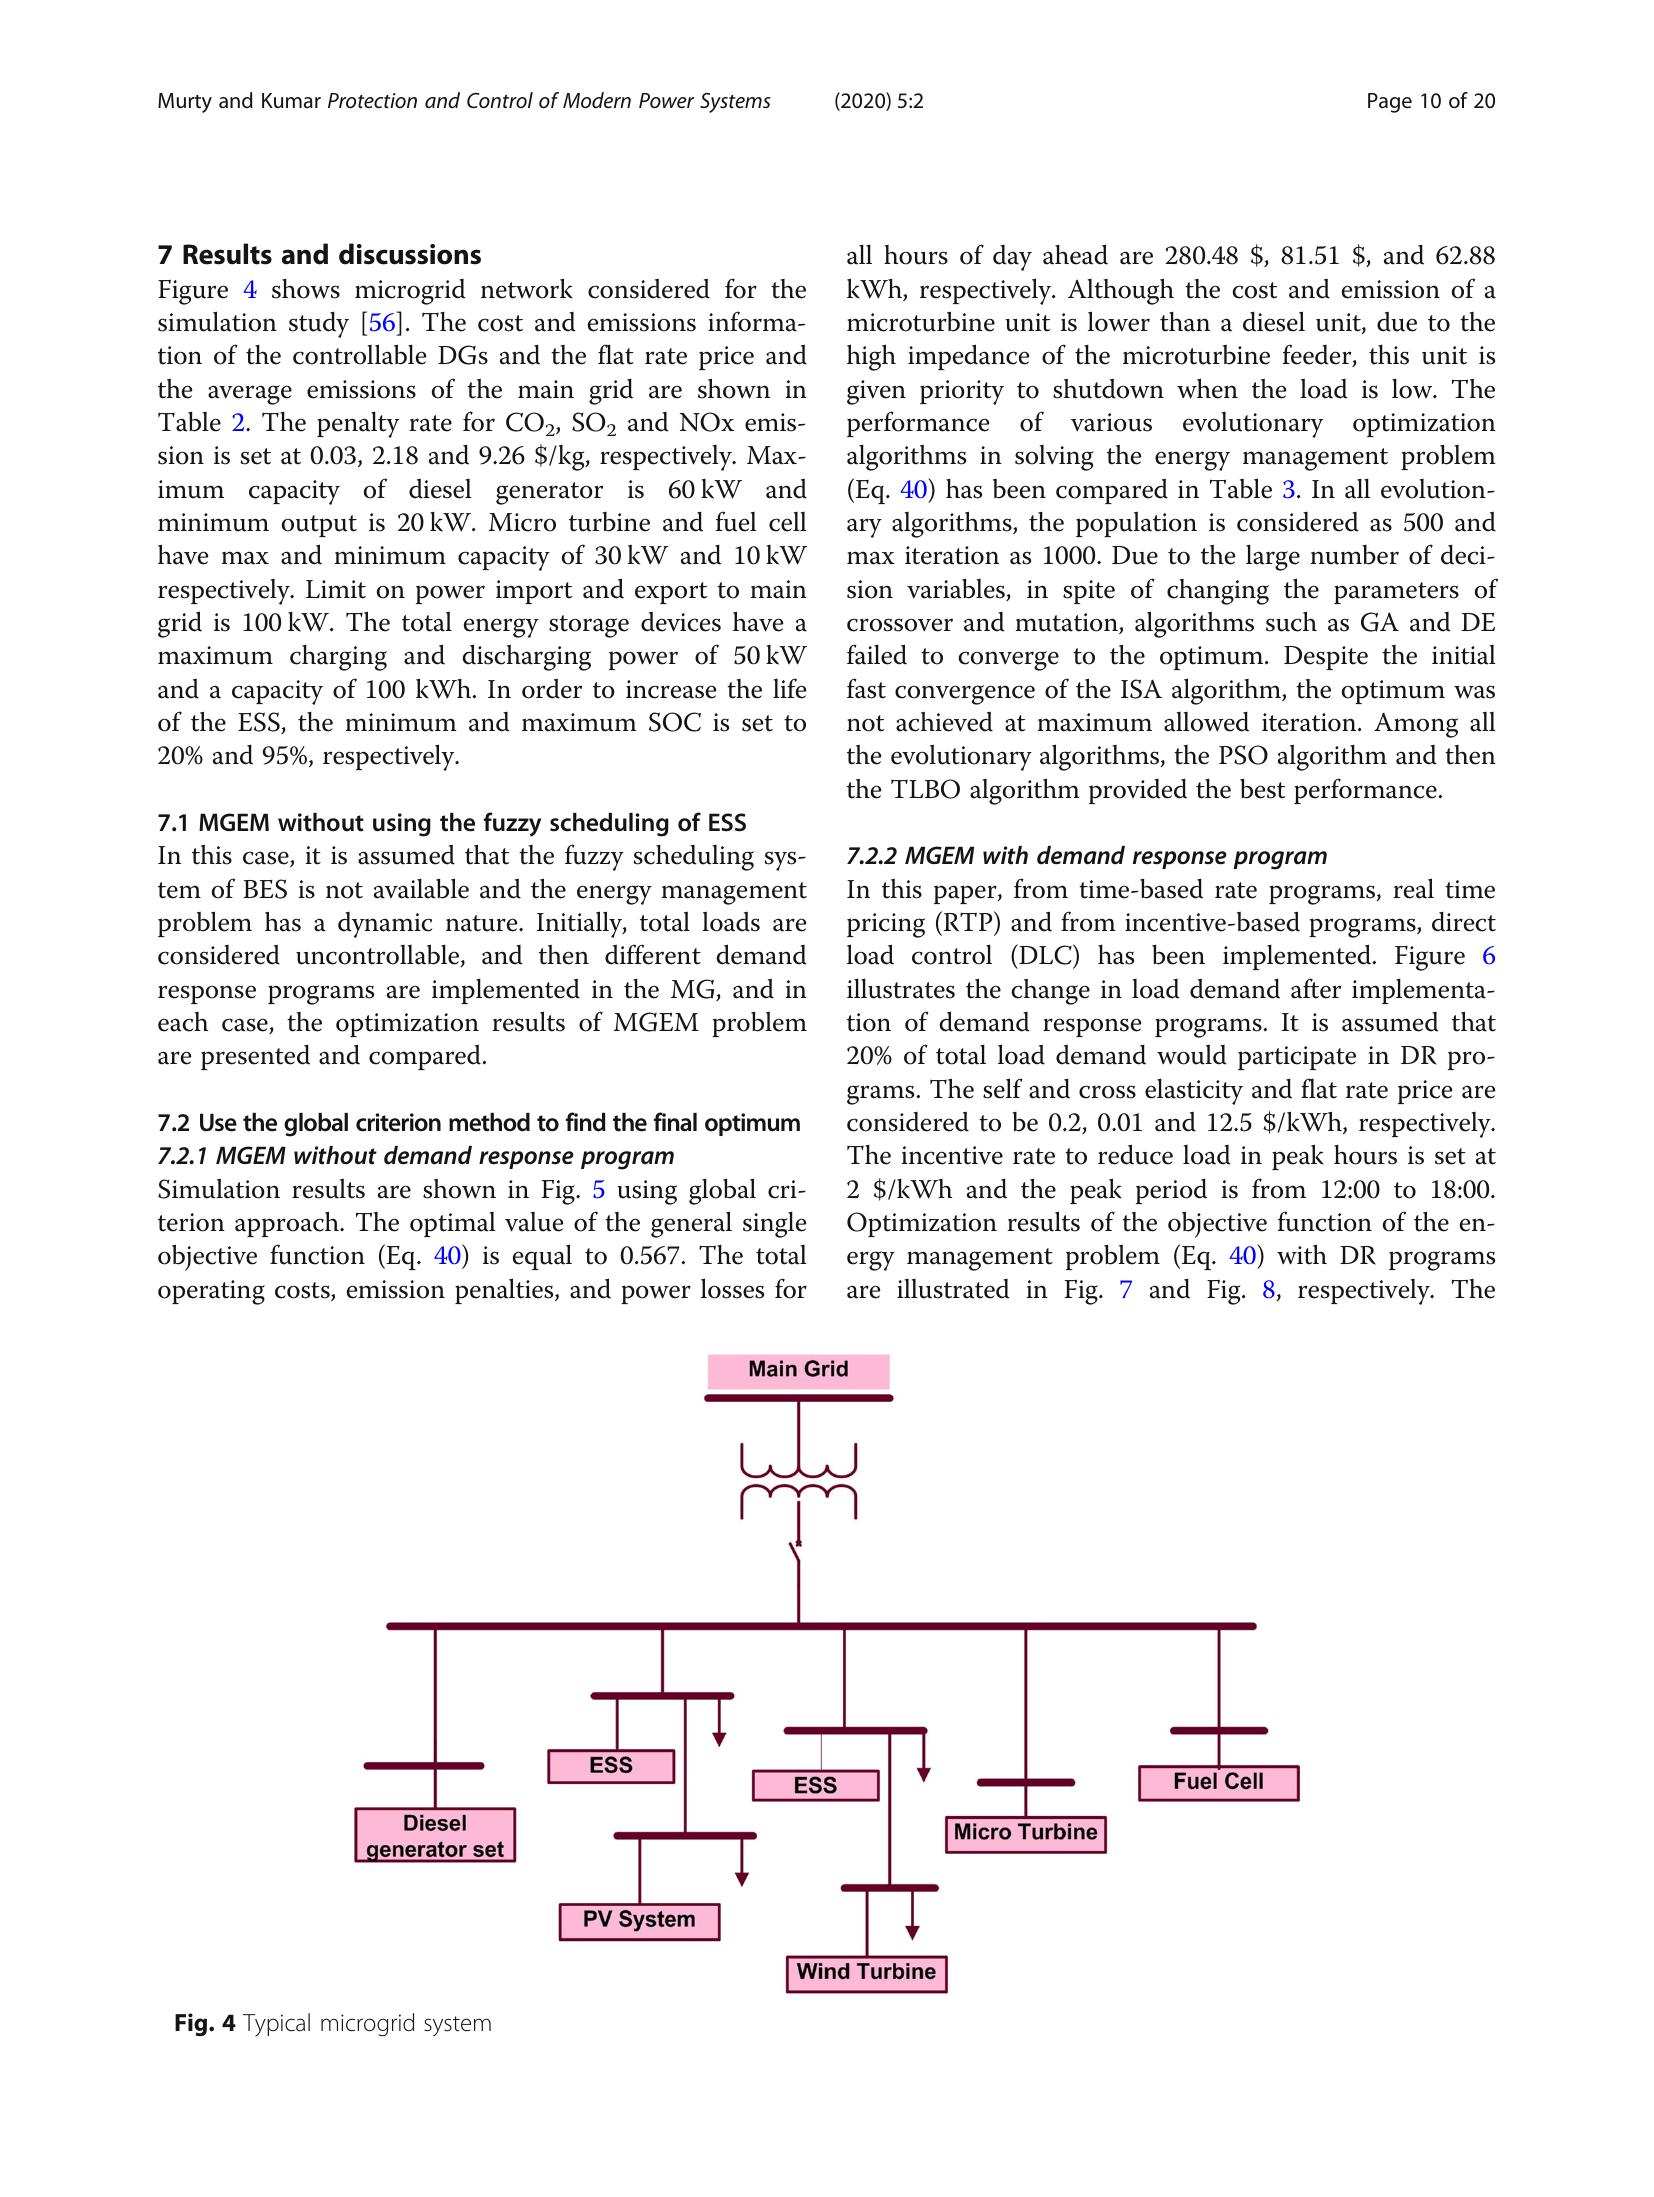 Murty and Kumar Protection and Control of Modern Power Systems (2020) 5:2 Page 10 of 20
7 Results and discussions
Figure 4 shows microgrid network considered for the
simulation study [56]. The cost and emissions informa-
tion of the controllable DGs and the flat rate price and
the average emissions of the main grid are shown in
Table 2. The penalty rate for CO2, SO2 and NOx emis-
sion is set at 0.03, 2.18 and 9.26 $/kg, respectively. Max-
imum capacity of diesel generator is 60 kW and
minimum output is 20 kW. Micro turbine and fuel cell
have max and minimum capacity of 30 kW and 10 kW
respectively. Limit on power import and export to main
grid is 100 kW. The total energy storage devices have a
maximum charging and discharging power of 50 kW
and a capacity of 100 kWh. In order to increase the life
of the ESS, the minimum and maximum SOC is set to
20% and 95%, respectively.
7.1 MGEM without using the fuzzy scheduling of ESS
In this case, it is assumed that the fuzzy scheduling sys-
tem of BES is not available and the energy management
problem has a dynamic nature. Initially, total loads are
considered uncontrollable, and then different demand
response programs are implemented in the MG, and in
each case, the optimization results of MGEM problem
are presented and compared.
7.2 Use the global criterion method to find the final optimum
7.2.1 MGEM without demand response program
Simulation results are shown in Fig. 5 using global cri-
terion approach. The optimal value of the general single
objective function (Eq. 40) is equal to 0.567. The total
operating costs, emission penalties, and power losses for
all hours of day ahead are 280.48 $, 81.51 $, and 62.88
kWh, respectively. Although the cost and emission of a
microturbine unit is lower than a diesel unit, due to the
high impedance of the microturbine feeder, this unit is
given priority to shutdown when the load is low. The
performance of various evolutionary optimization
algorithms in solving the energy management problem
(Eq. 40) has been compared in Table 3. In all evolution-
ary algorithms, the population is considered as 500 and
max iteration as 1000. Due to the large number of deci-
sion variables, in spite of changing the parameters of
crossover and mutation, algorithms such as GA and DE
failed to converge to the optimum. Despite the initial
fast convergence of the ISA algorithm, the optimum was
not achieved at maximum allowed iteration. Among all
the evolutionary algorithms, the PSO algorithm and then
the TLBO algorithm provided the best performance.
7.2.2 MGEM with demand response program
In this paper, from time-based rate programs, real time
pricing (RTP) and from incentive-based programs, direct
load control (DLC) has been implemented. Figure 6
illustrates the change in load demand after implementa-
tion of demand response programs. It is assumed that
20% of total load demand would participate in DR pro-
grams. The self and cross elasticity and flat rate price are
considered to be 0.2, 0.01 and 12.5 $/kWh, respectively.
The incentive rate to reduce load in peak hours is set at
2 $/kWh and the peak period is from 12:00 to 18:00.
Optimization results of the objective function of the en-
ergy management problem (Eq. 40) with DR programs
are illustrated in Fig. 7 and Fig. 8, respectively. The
Main Grid
ESS
ESS
Fuel Cell
Diesel
generator set
Micro Turbine
PV System
Wind Turbine
Fig. 4 Typical microgrid system